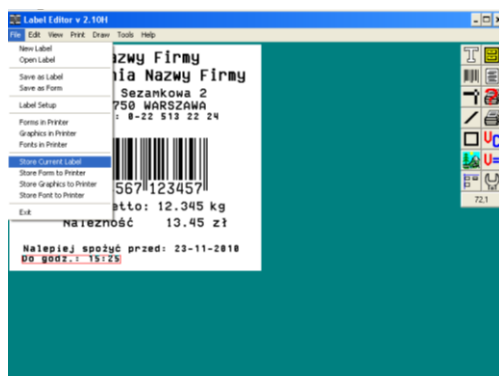 Label Editor v 2.10H
File Edit View Print Draw Tools Help
New Label
Open Label
Save as Label
Save as Form
Label Setup
Forms in Printer
Graphics in Printer
Fonts in Printer
Store Current Label
Store Form to Printer
Store Graphics to Printer
Store Font to Printer
Exit
zwy Firmy
nia Nazwy Firmy
Sezamkowa 2
750 WARSZAWA
: 0-22 513 22 24
567 123457
etto: 12.345 kg
Należność 13.45 zł
Nalepiej spożyć przed: 23-11-2010
Do godz.: 15:25
72,1